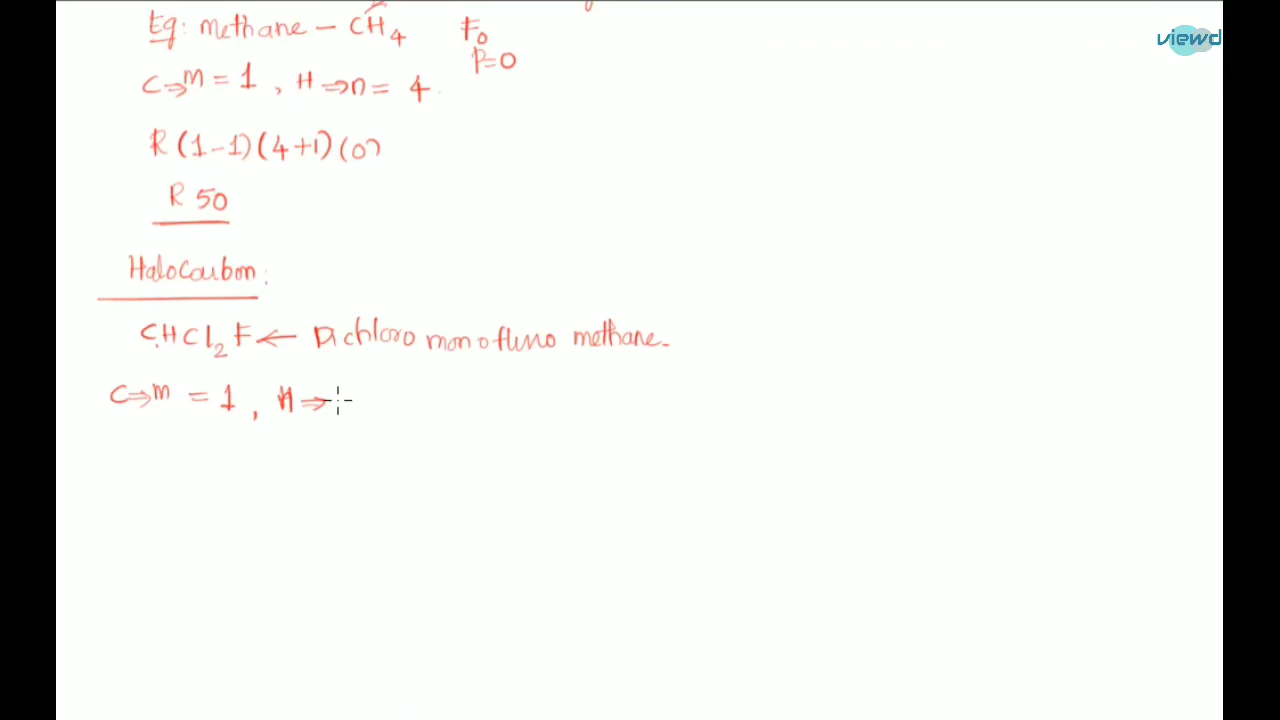 Eg: methane – CH4 F0
P=0
viewd
C⇒m = 1, H ⇒n = 4
R (1-1)(4+1)(0)
R 50
Halocarbon:
CHCl2F ← Dichloro monofluro methane.
C⇒m = 1, H ⇒